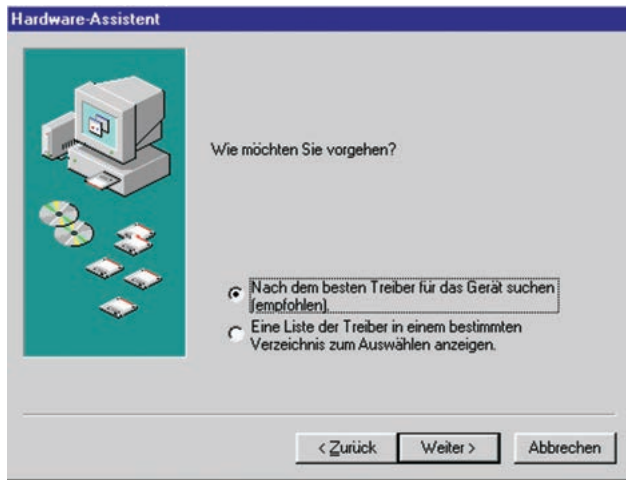 Hardware-Assistent
Wie möchten Sie vorgehen?
Nach dem besten Treiber für das Gerät suchen
(empfohlen).
Eine Liste der Treiber in einem bestimmten
Verzeichnis zum Auswählen anzeigen.
< Zurück Weiter > Abbrechen